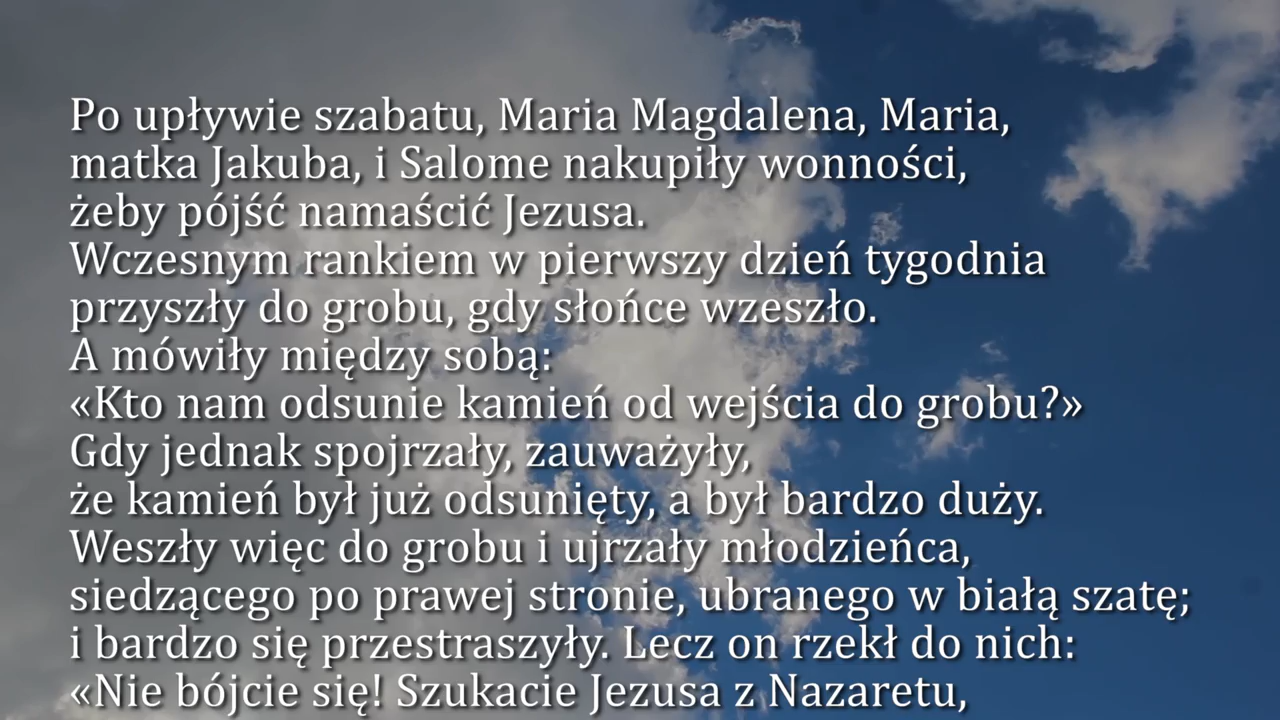 Po upływie szabatu, Maria Magdalena, Maria,
matka Jakuba, i Salome nakupiły wonności,
żeby pójść namaścić Jezusa.
Wczesnym rankiem w pierwszy dzień tygodnia
przyszły do grobu, gdy słońce wzeszło.
A mówiły między sobą:
«Kto nam odsunie kamień od wejścia do grobu?»
Gdy jednak spojrzały, zauważyły,
że kamień był już odsunięty, a był bardzo duży.
Weszły więc do grobu i ujrzały młodzieńca,
siedzącego po prawej stronie, ubranego w białą szatę;
i bardzo się przestraszyły. Lecz on rzekł do nich:
«Nie bójcie się! Szukacie Jezusa z Nazaretu,